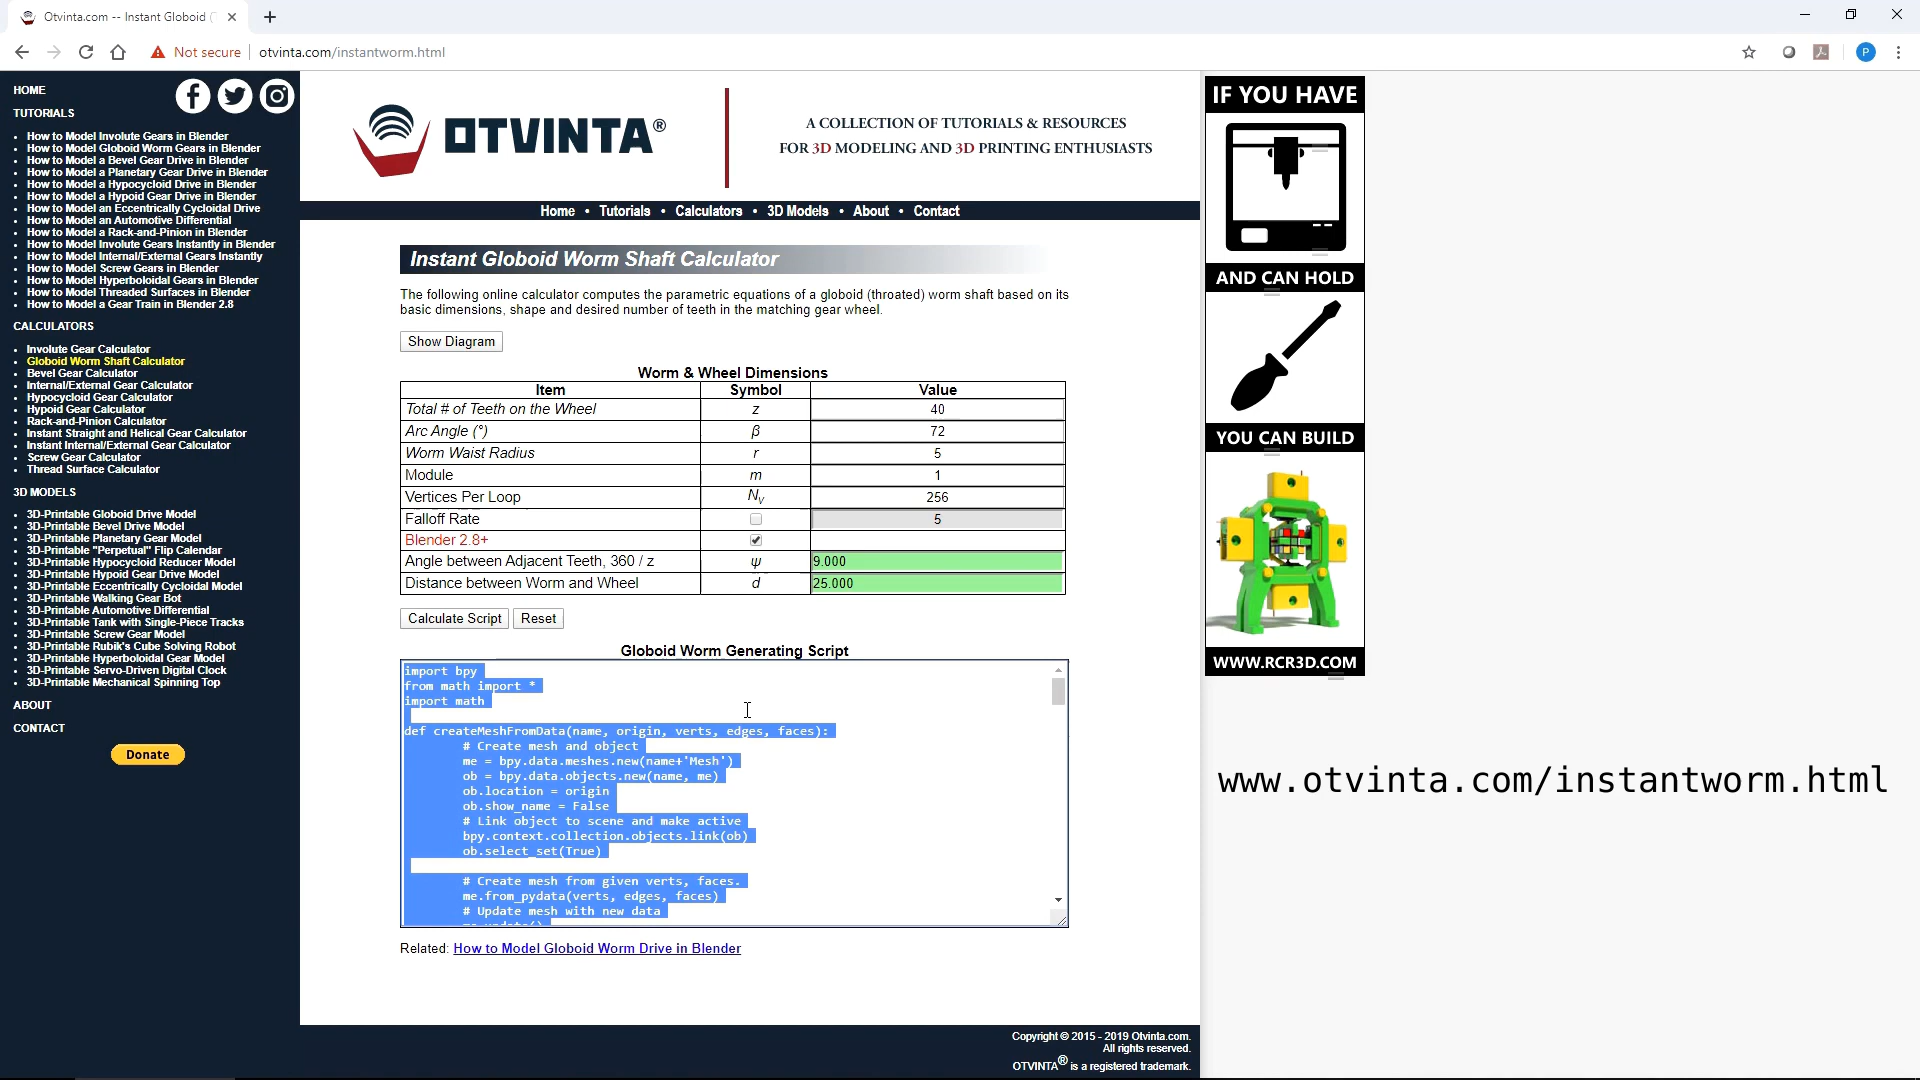 Otvinta.com -- Instant Globoid (
Not secure
otvinta.com/instantworm.html
P
HOME
TUTORIALS
How to Model Involute Gears in Blender
How to Model Globoid Worm Gears in Blender
How to Model a Bevel Gear Drive in Blender
How to Model a Planetary Gear Drive in Blender
How to Model a Hypocycloid Drive in Blender
How to Model a Hypoid Gear Drive in Blender
How to Model an Eccentrically Cycloidal Drive
How to Model an Automotive Differential
How to Model a Rack-and-Pinion in Blender
How to Model Involute Gears Instantly in Blender
How to Model Internal/External Gears Instantly
How to Model Screw Gears in Blender
How to Model Hyperboloidal Gears in Blender
How to Model Threaded Surfaces in Blender
How to Model a Gear Train in Blender 2.8
CALCULATORS
Involute Gear Calculator
Globoid Worm Shaft Calculator
Bevel Gear Calculator
Internal/External Gear Calculator
Hypocycloid Gear Calculator
Hypoid Gear Calculator
Rack-and-Pinion Calculator
Instant Straight and Helical Gear Calculator
Instant Internal/External Gear Calculator
Screw Gear Calculator
Thread Surface Calculator
3D MODELS
3D-Printable Globoid Drive Model
3D-Printable Bevel Drive Model
3D-Printable Planetary Gear Model
3D-Printable "Perpetual" Flip Calendar
3D-Printable Hypocycloid Reducer Model
3D-Printable Hypoid Gear Drive Model
3D-Printable Eccentrically Cycloidal Model
3D-Printable Walking Gear Bot
3D-Printable Automotive Differential
3D-Printable Tank with Single-Piece Tracks
3D-Printable Screw Gear Model
3D-Printable Rubik's Cube Solving Robot
3D-Printable Hyperboloidal Gear Model
3D-Printable Servo-Driven Digital Clock
3D-Printable Mechanical Spinning Top
ABOUT
CONTACT
Donate
OTVINTA®
A COLLECTION OF TUTORIALS & RESOURCES
FOR 3D MODELING AND 3D PRINTING ENTHUSIASTS
Home • Tutorials • Calculators • 3D Models • About • Contact
Instant Globoid Worm Shaft Calculator
The following online calculator computes the parametric equations of a globoid (throated) worm shaft based on its
basic dimensions, shape and desired number of teeth in the matching gear wheel.
Show Diagram
Worm & Wheel Dimensions
Item Symbol Value
Total # of Teeth on the Wheel z 40
Arc Angle (°) β 72
Worm Waist Radius r 5
Module m 1
Vertices Per Loop NV 256
Falloff Rate 5
Blender 2.8+
Angle between Adjacent Teeth, 360 / z ψ 9.000
Distance between Worm and Wheel d 25.000
Calculate Script Reset
Globoid Worm Generating Script
import bpy
from math import *
import math
def createMeshFromData(name, origin, verts, edges, faces):
# Create mesh and object
me = bpy.data.meshes.new(name+'Mesh')
ob = bpy.data.objects.new(name, me)
ob.location = origin
ob.show_name = False
# Link object to scene and make active
bpy.context.collection.objects.link(ob)
ob.select_set(True)
# Create mesh from given verts, faces.
me.from_pydata(verts, edges, faces)
# Update mesh with new data
me.update()
Related: How to Model Globoid Worm Drive in Blender
Copyright © 2015 - 2019 Otvinta.com.
All rights reserved.
OTVINTA® is a registered trademark.
IF YOU HAVE
AND CAN HOLD
YOU CAN BUILD
WWW.RCR3D.COM
www.otvinta.com/instantworm.html